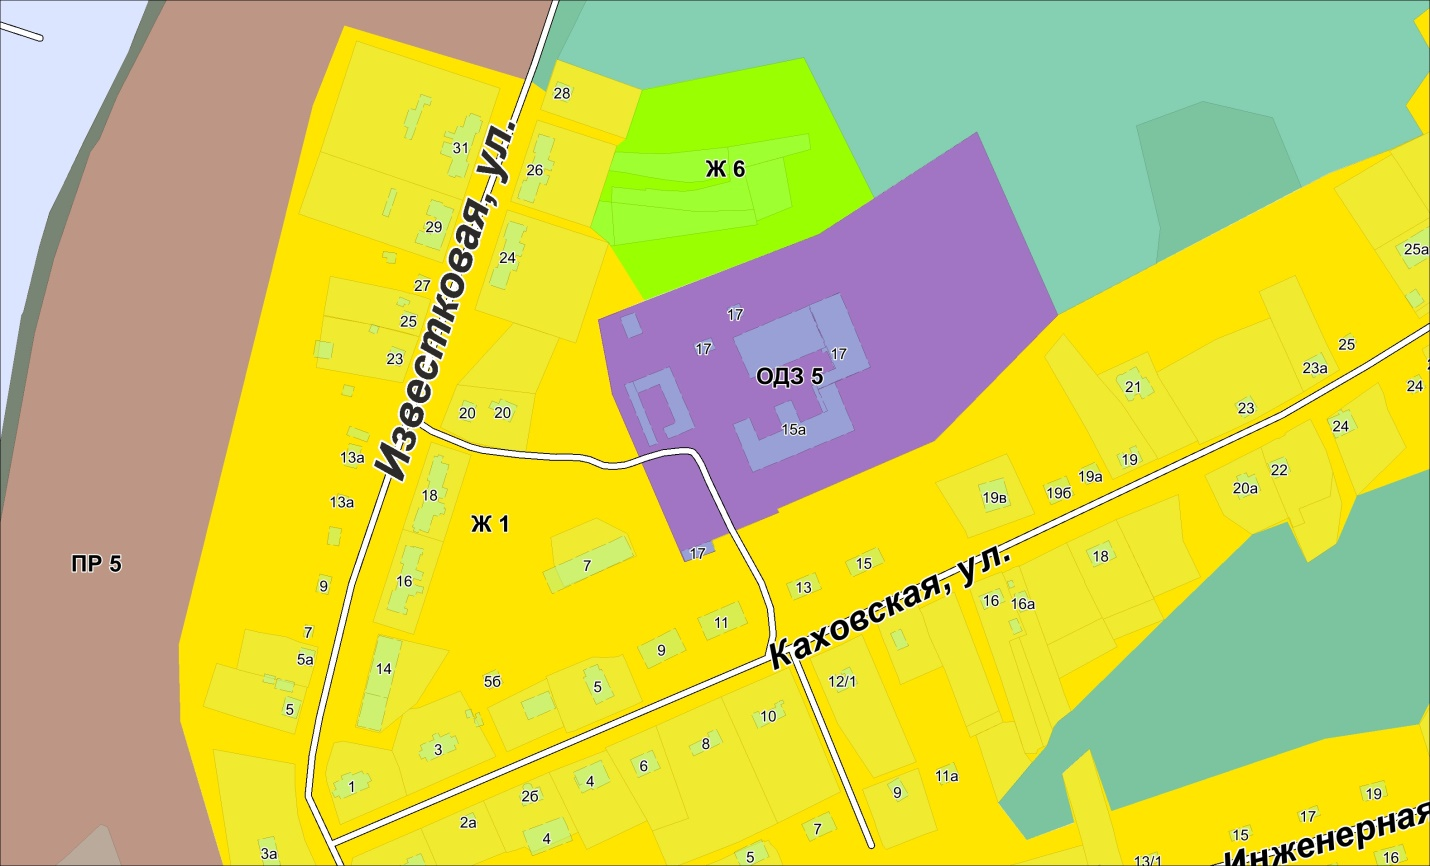 28
31
26
Ж 6
29
24
25а
27
17
25
17
17
25
23
23а
ОДЗ 5
21
24
20
20
23
15а
24
13а
19
22
19а
20а
18
19б
19в
13а
Ж 1
Известковая, ул.
17
18
ПР 5
15
7
16
9
13
16
16а
11
7
Каховская, ул.
9
5а
14
12/1
5б
5
5
10
8
3
6
11а
4
1
9
19
2б
17
2а
7
15
4
Инженерная
3а
5
16
13/1